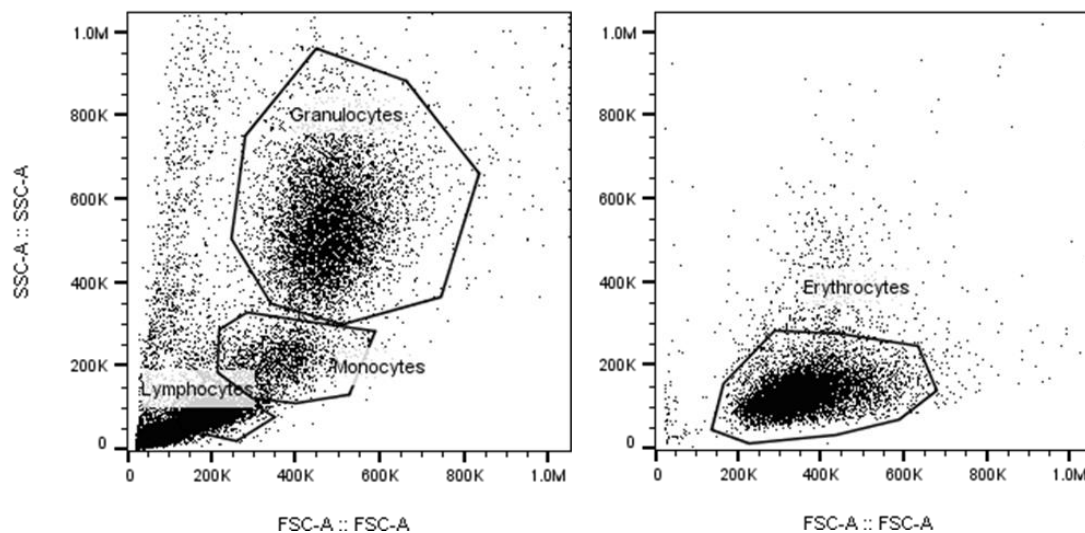 SSC-A :: SSC-A
1.0M
800K
600K
400K
200K
0
Granulocytes
Monocytes
Lymphocytes
0 200K 400K 600K 800K 1.0M
FSC-A :: FSC-A
1.0M
800K
600K
400K
200K
0
Erythrocytes
0 200K 400K 600K 800K 1.0M
FSC-A :: FSC-A